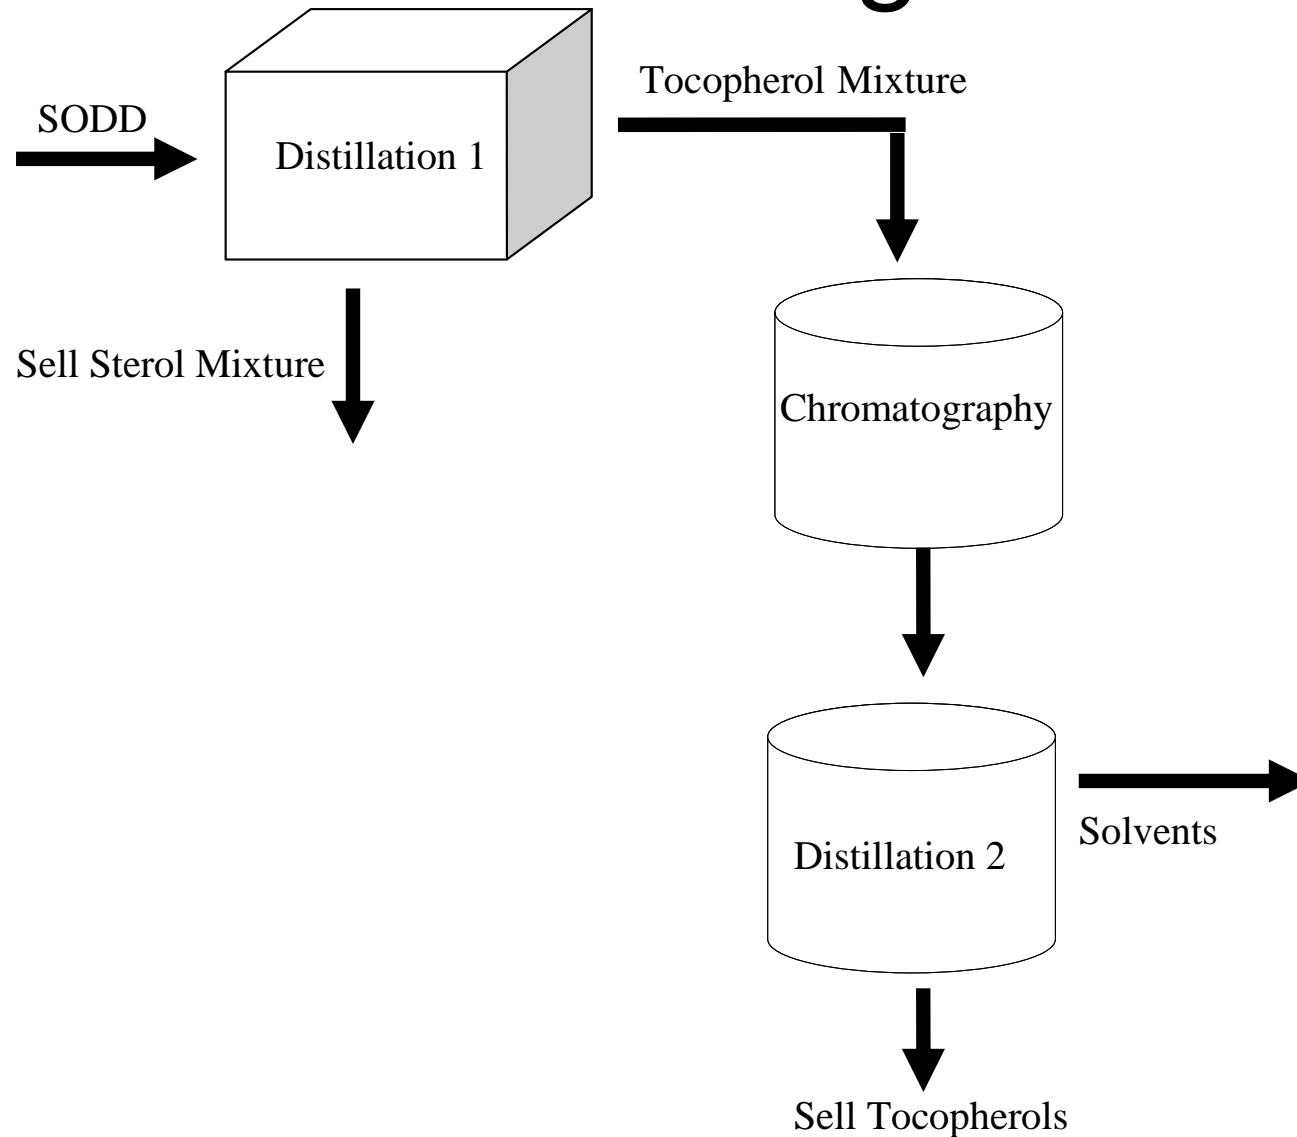 SODD
Distillation 1
Tocopherol Mixture
Sell Sterol Mixture
Chromatography
Distillation 2
Solvents
Sell Tocopherols